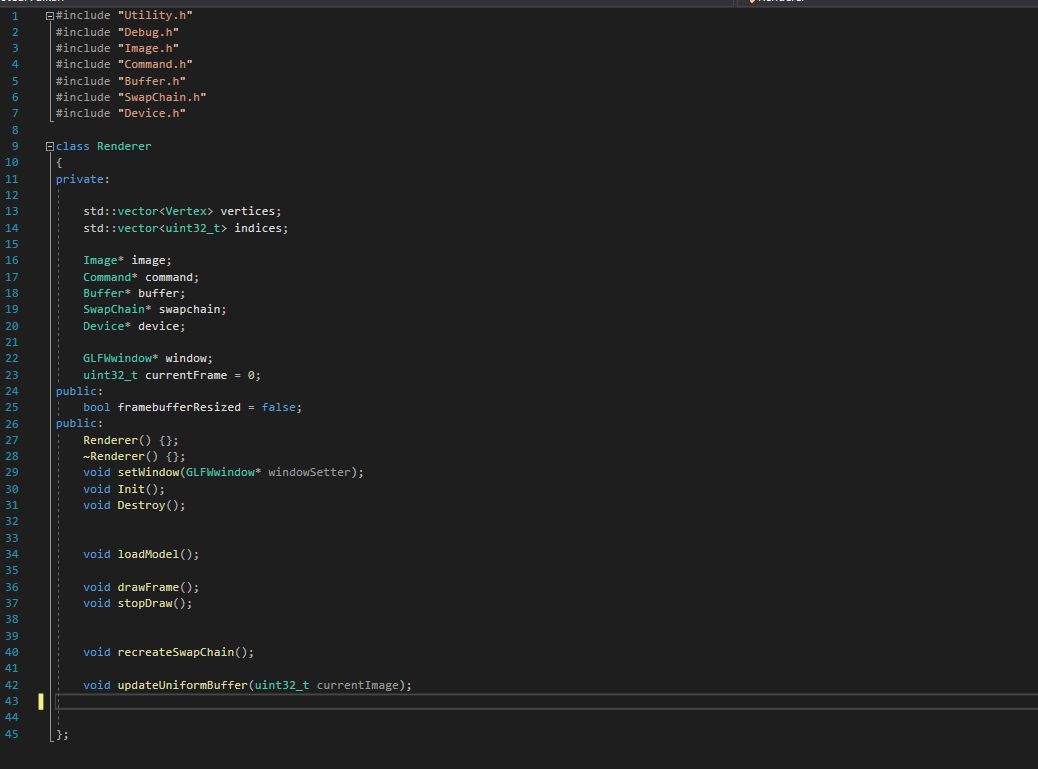 1 #include "Utility.h"
2 #include "Debug.h"
3 #include "Image.h"
4 #include "Command.h"
5 #include "Buffer.h"
6 #include "SwapChain.h"
7 #include "Device.h"
8
9 class Renderer
10 {
11 private:
12
13 std::vector<Vertex> vertices;
14 std::vector<uint32_t> indices;
15
16 Image* image;
17 Command* command;
18 Buffer* buffer;
19 SwapChain* swapchain;
20 Device* device;
21
22 GLFWwindow* window;
23 uint32_t currentFrame = 0;
24 public:
25 bool framebufferResized = false;
26 public:
27 Renderer() {};
28 ~Renderer() {};
29 void setWindow(GLFWwindow* windowSetter);
30 void Init();
31 void Destroy();
32
33
34 void loadModel();
35
36 void drawFrame();
37 void stopDraw();
38
39
40 void recreateSwapChain();
41
42 void updateUniformBuffer(uint32_t currentImage);
43
44
45 };